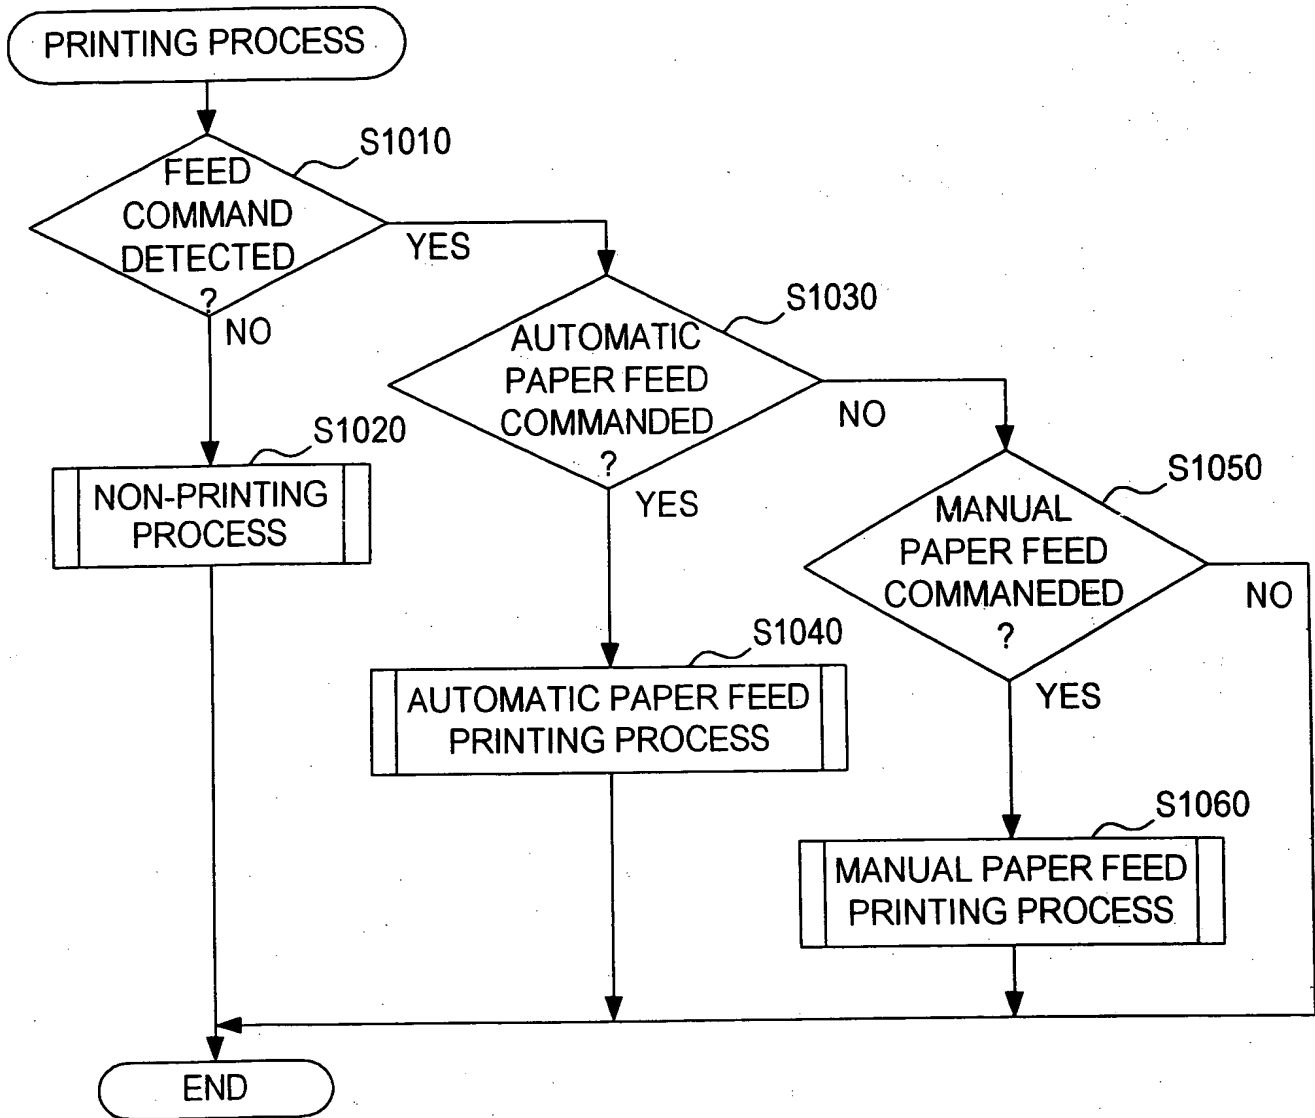 PRINTING PROCESS
S1010
FEED
COMMAND
DETECTED
?
YES
NO
S1030
AUTOMATIC
PAPER FEED
COMMANDED
?
NO
YES
S1020
NON-PRINTING
PROCESS
S1050
MANUAL
PAPER FEED
COMMANEDED
?
NO
YES
S1040
AUTOMATIC PAPER FEED
PRINTING PROCESS
S1060
MANUAL PAPER FEED
PRINTING PROCESS
END